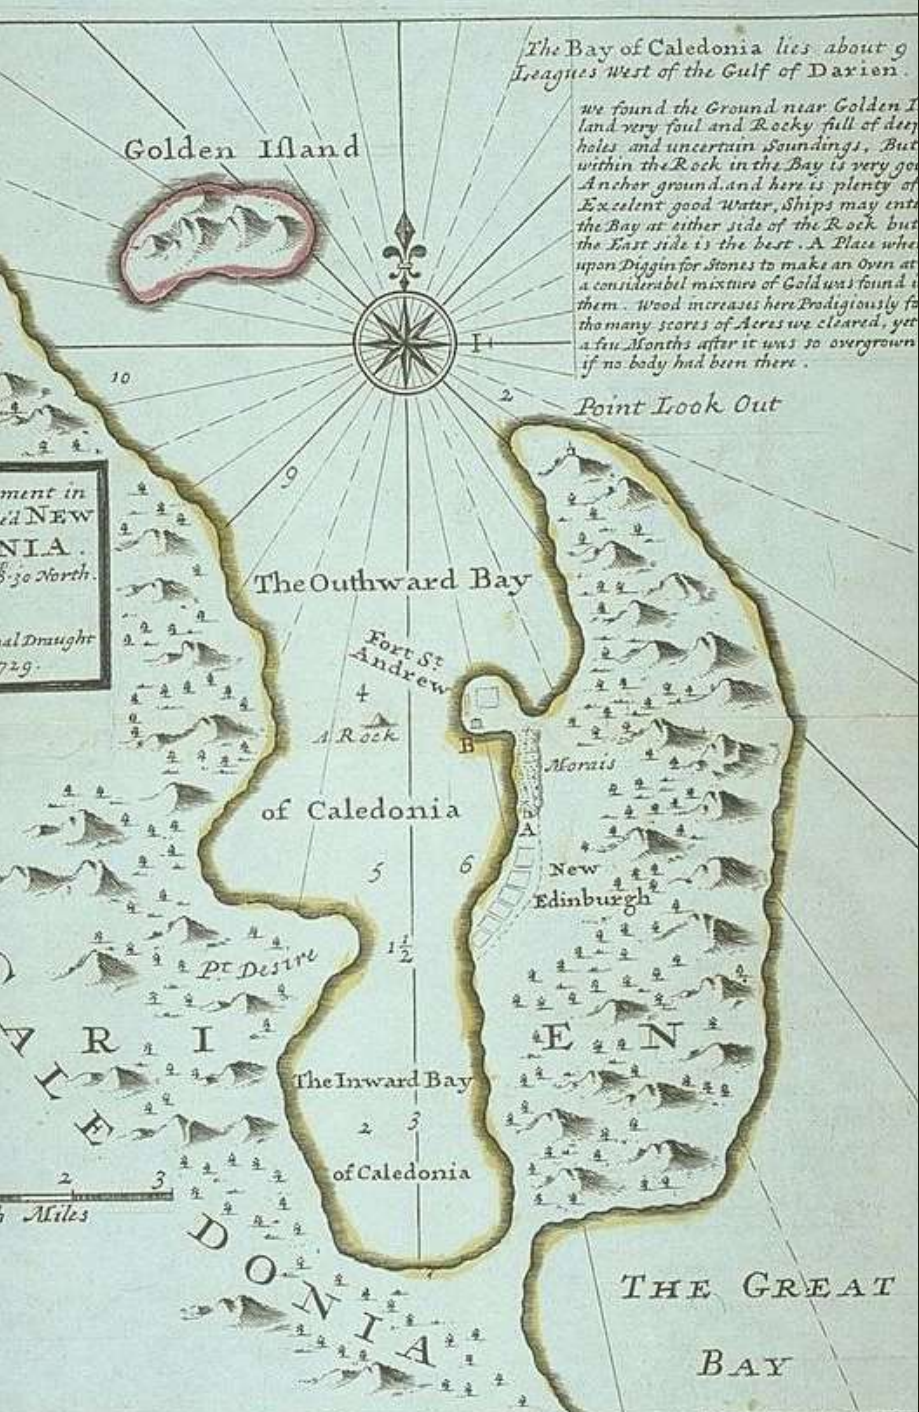 The Bay of Caledonia lies about 9
Leagues West of the Gulf of Darien.
we found the Ground near Golden I
land very foul and Rocky full of deep
holes and uncertain Soundings, But
within the Rock in the Bay is very goo
Ancher ground. and here is plenty of
Excelent good Water, Ships may ente
the Bay at either side of the Rock but
the East side is the best. A Place whe
upon Diggin for Stones to make an Oven at
a considerabel mixture of Gold was found i
them. Wood increases here Prodigiously fo
tho many scores of Acres we cleared, yet
a few Months after it was so overgrown
if no body had been there.
Golden Iſland
10
2
Point Look Out
9
ment in
e'd NEW
NIA.
8.30 North.
al Draught
729.
The Outhward Bay
Fort St
Andrew
4
A Rock
B
Morais
of Caledonia
A
5
6
New
Edinburgh
1 1/2
Pt Desire
R I
E N
The Inward Bay
2 3
of Caledonia
A L E D O N I A
2 3
h Miles
7
THE GREAT
BAY